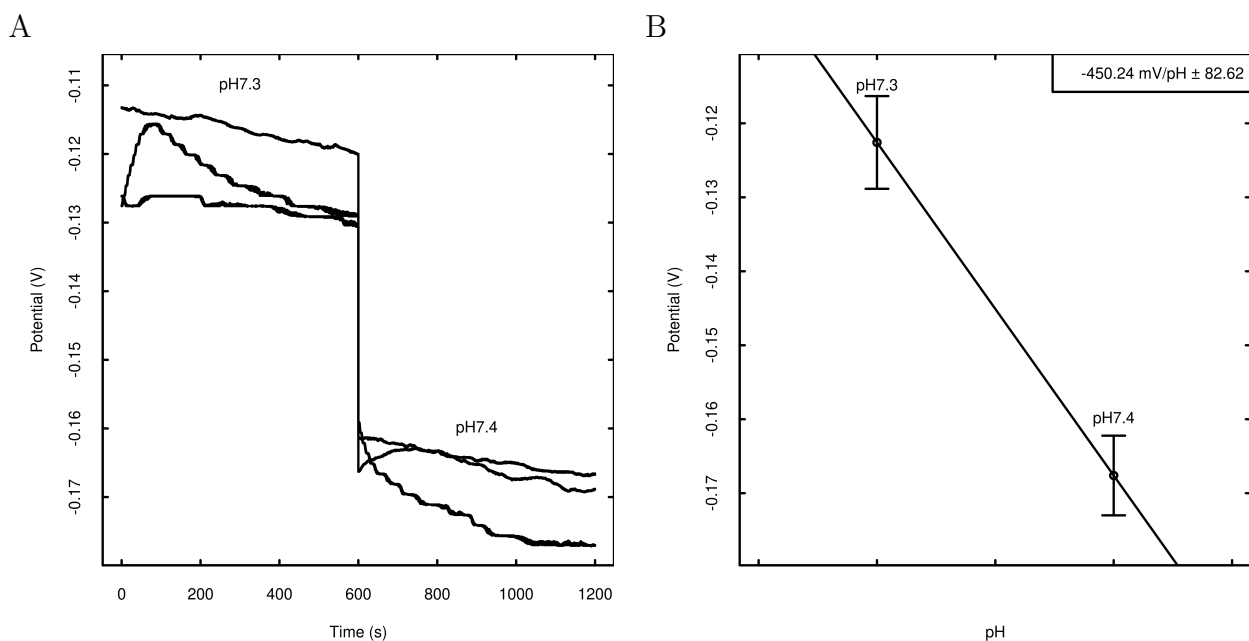 A
-0.11
-0.12
-0.13
-0.14
-0.15
-0.16
-0.17
Potential (V)
pH7.3
pH7.4
0 200 400 600 800 1000 1200
Time (s)
B
-0.12
-0.13
-0.14
-0.15
-0.16
-0.17
Potential (V)
-450.24 mV/pH ± 82.62
pH7.3
pH7.4
pH